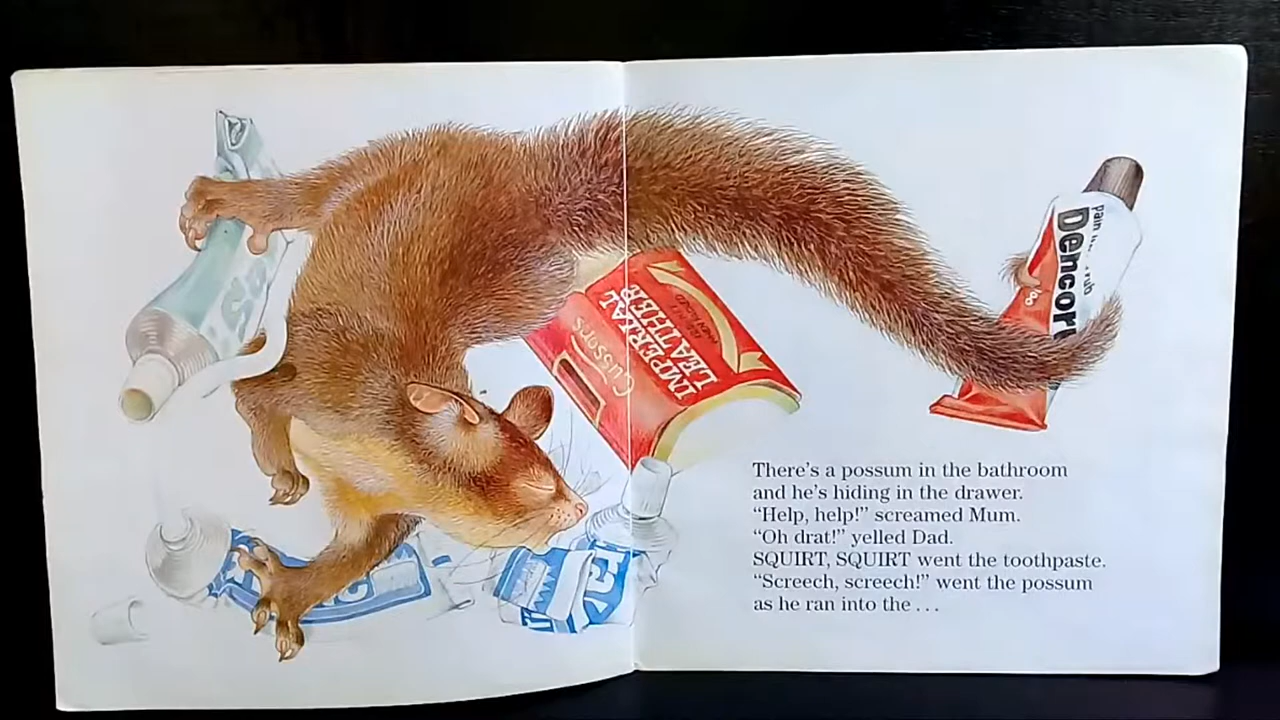 Dencor
Cussons
IMPERIAL
LEATHER
There's a possum in the bathroom
and he's hiding in the drawer.
“Help, help!” screamed Mum.
“Oh drat!” yelled Dad.
SQUIRT, SQUIRT went the toothpaste.
“Screech, screech!” went the possum
as he ran into the . . .